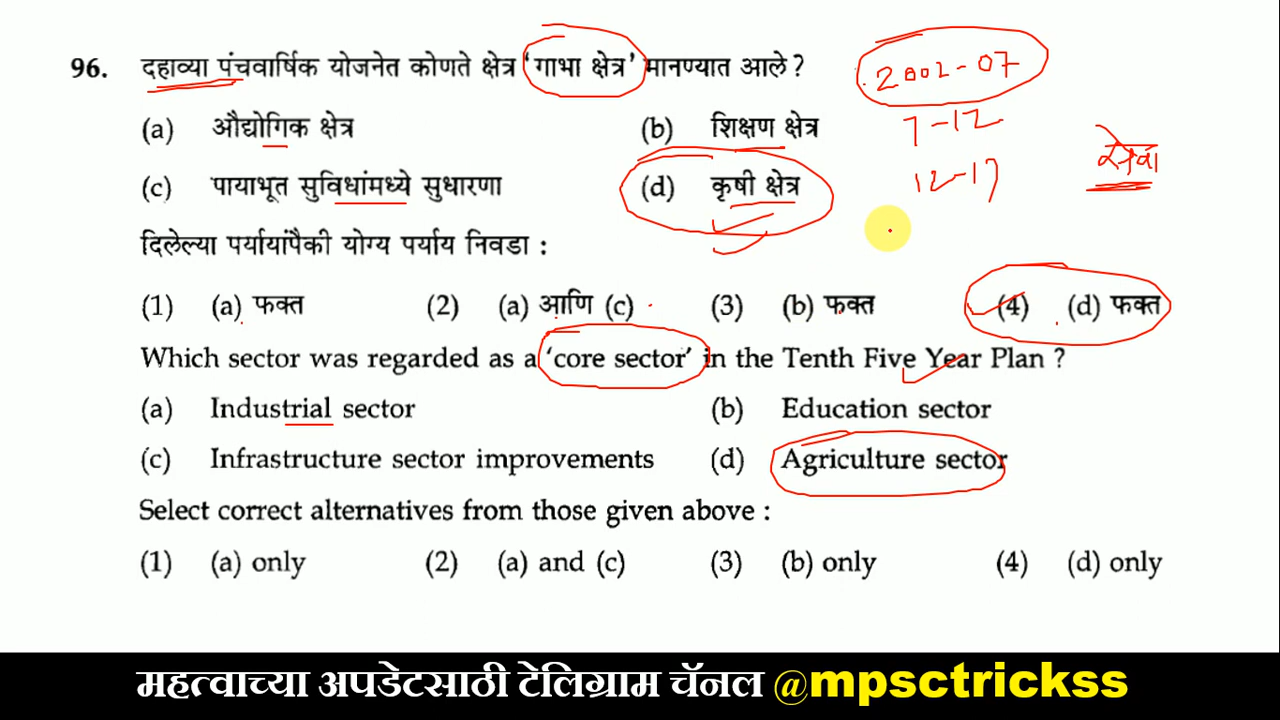 96. दहाव्या पंचवार्षिक योजनेत कोणते क्षेत्र 'गाभा क्षेत्र' मानण्यात आले ? 2002-07
(a) औद्योगिक क्षेत्र (b) शिक्षण क्षेत्र 7-12
(c) पायाभूत सुविधांमध्ये सुधारणा (d) कृषी क्षेत्र 12-17 सेवा
दिलेल्या पर्यायांपैकी योग्य पर्याय निवडा :
(1) (a) फक्त (2) (a) आणि (c) (3) (b) फक्त (4) (d) फक्त
Which sector was regarded as a 'core sector' in the Tenth Five Year Plan ?
(a) Industrial sector (b) Education sector
(c) Infrastructure sector improvements (d) Agriculture sector
Select correct alternatives from those given above :
(1) (a) only (2) (a) and (c) (3) (b) only (4) (d) only
महत्वाच्या अपडेटसाठी टेलिग्राम चॅनल @mpsctrickss